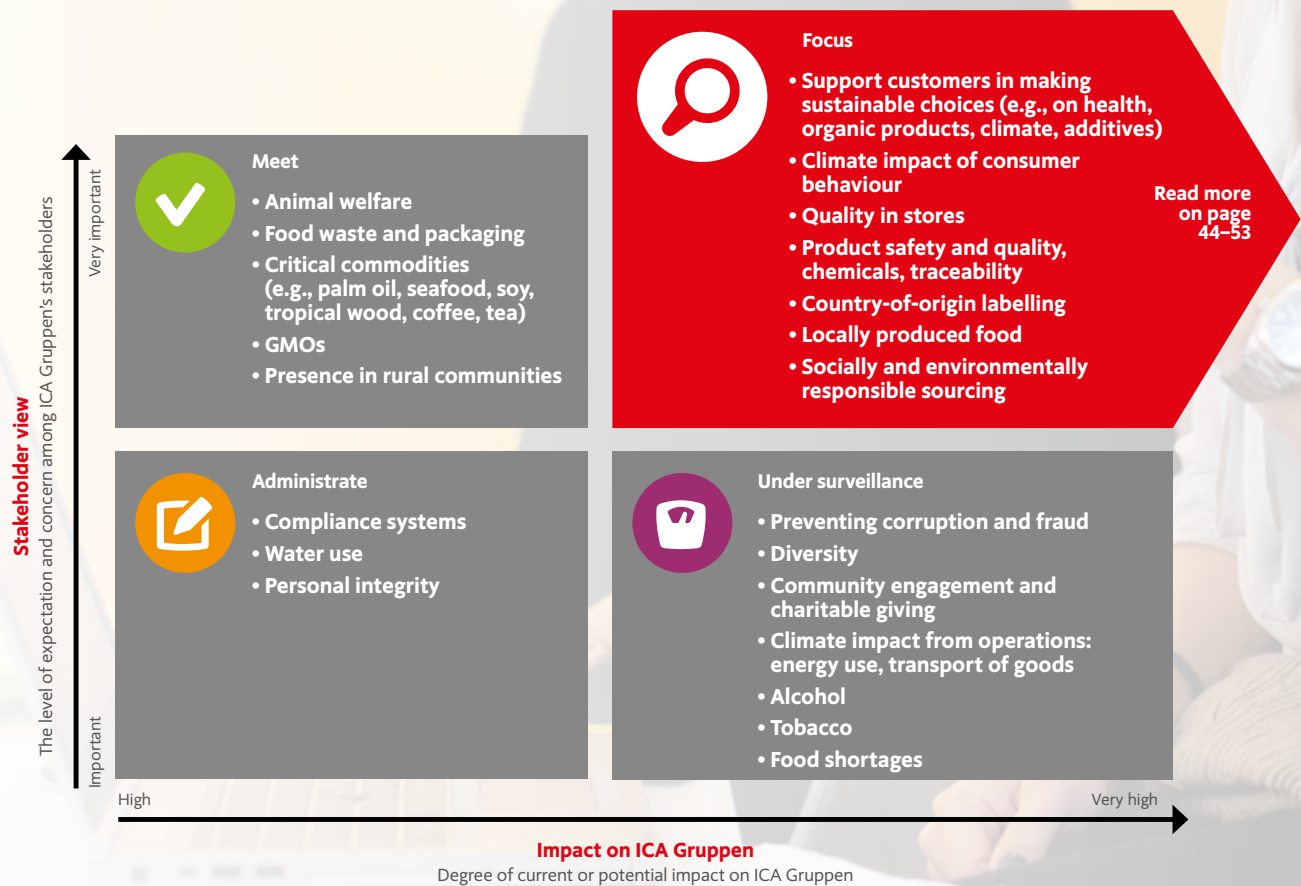 Focus
• Support customers in making
sustainable choices (e.g., on health,
organic products, climate, additives)
• Climate impact of consumer
behaviour
• Quality in stores
• Product safety and quality,
chemicals, traceability
• Country-of-origin labelling
• Locally produced food
• Socially and environmentally
responsible sourcing
Read more
on page
44–53
Meet
• Animal welfare
• Food waste and packaging
• Critical commodities
(e.g., palm oil, seafood, soy,
tropical wood, coffee, tea)
• GMOs
• Presence in rural communities
Administrate
• Compliance systems
• Water use
• Personal integrity
Under surveillance
• Preventing corruption and fraud
• Diversity
• Community engagement and
charitable giving
• Climate impact from operations:
energy use, transport of goods
• Alcohol
• Tobacco
• Food shortages
Stakeholder view
The level of expectation and concern among ICA Gruppen's stakeholders
Very important
Important
High
Very high
Impact on ICA Gruppen
Degree of current or potential impact on ICA Gruppen